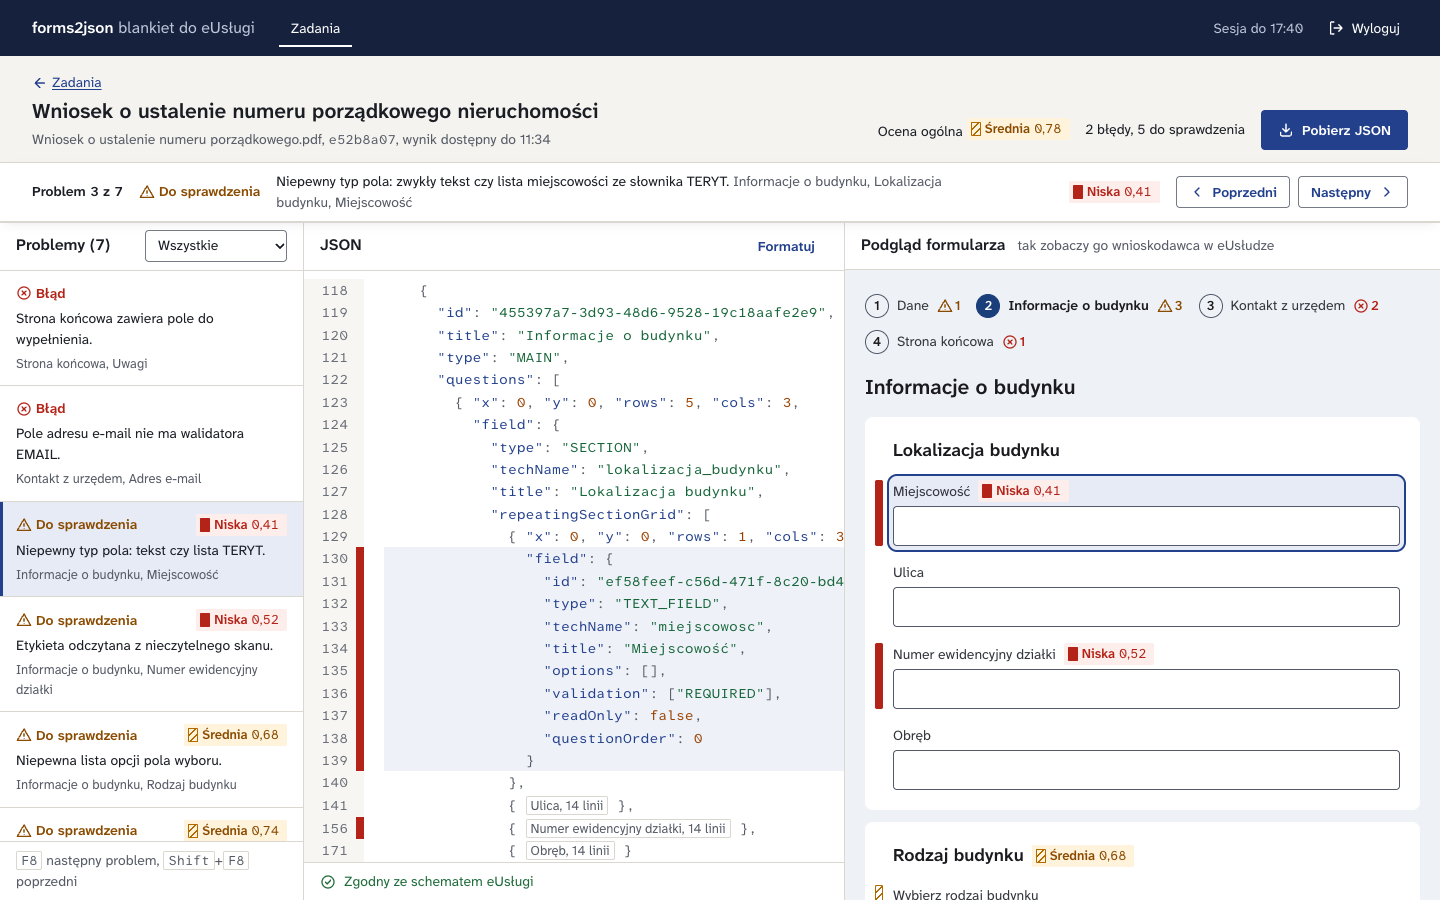 forms2json blankiet do eUsługi
Zadania
Sesja do 17:40
Wyloguj
Zadania
Wniosek o ustalenie numeru porządkowego nieruchomości
Wniosek o ustalenie numeru porządkowego.pdf, e52b8a07, wynik dostępny do 11:34
Ocena ogólna Średnia 0,78
2 błędy, 5 do sprawdzenia
Pobierz JSON
Problem 3 z 7
Do sprawdzenia
Niepewny typ pola: zwykły tekst czy lista miejscowości ze słownika TERYT. Informacje o budynku, Lokalizacja
budynku, Miejscowość
Niska 0,41
Poprzedni
Następny
Problemy (7)
Wszystkie
Błąd
Strona końcowa zawiera pole do
wypełnienia.
Strona końcowa, Uwagi
Błąd
Pole adresu e-mail nie ma walidatora
EMAIL.
Kontakt z urzędem, Adres e-mail
Do sprawdzenia Niska 0,41
Niepewny typ pola: tekst czy lista TERYT.
Informacje o budynku, Miejscowość
Do sprawdzenia Niska 0,52
Etykieta odczytana z nieczytelnego skanu.
Informacje o budynku, Numer ewidencyjny
działki
Do sprawdzenia Średnia 0,68
Niepewna lista opcji pola wyboru.
Informacje o budynku, Rodzaj budynku
Do sprawdzenia Średnia 0,74
F8 następny problem, Shift+F8
poprzedni
JSON
Formatuj
118 {
119 "id": "455397a7-3d93-48d6-9528-19c18aafe2e9",
120 "title": "Informacje o budynku",
121 "type": "MAIN",
122 "questions": [
123 { "x": 0, "y": 0, "rows": 5, "cols": 3,
124 "field": {
125 "type": "SECTION",
126 "techName": "lokalizacja_budynku",
127 "title": "Lokalizacja budynku",
128 "repeatingSectionGrid": [
129 { "x": 0, "y": 0, "rows": 1, "cols": 3
130 "field": {
131 "id": "ef58feef-c56d-471f-8c20-bd4
132 "type": "TEXT_FIELD",
133 "techName": "miejscowosc",
134 "title": "Miejscowość",
135 "options": [],
136 "validation": ["REQUIRED"],
137 "readOnly": false,
138 "questionOrder": 0
139 }
140 },
141 { Ulica, 14 linii },
156 { Numer ewidencyjny działki, 14 linii },
171 { Obręb, 14 linii }
Zgodny ze schematem eUsługi
Podgląd formularza tak zobaczy go wnioskodawca w eUsłudze
1 Dane 1 2 Informacje o budynku 3 3 Kontakt z urzędem 2
4 Strona końcowa 1
Informacje o budynku
Lokalizacja budynku
Miejscowość Niska 0,41
Ulica
Numer ewidencyjny działki Niska 0,52
Obręb
Rodzaj budynku Średnia 0,68
Wybierz rodzaj budynku